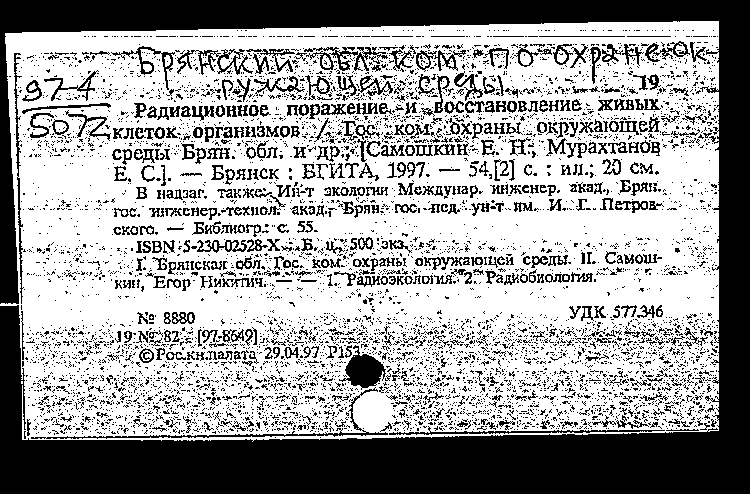 Брянский обл. ком. по охране ок-
ружающей среды
97-4
5072
19
Радиационное поражение и восстановление живых
клеток организмов / Гос. ком. охраны окружающей
среды Брян. обл. и др.; [Самошкин Е. Н., Мурахтанов
Е. С.]. — Брянск : БГИТА, 1997. — 54,[2] с. : ил.; 20 см.
В надзаг. также: Ин-т экологии Междунар. инженер. акад., Брян.
гос. инженер.-технол. акад., Брян. гос. пед. ун-т им. И. Г. Петров-
ского. — Библиогр.: с. 55.
ISBN 5-230-02528-X. Б. ц. 500 экз.
I. Брянская обл. Гос. ком. охраны окружающей среды. II. Самош-
кин, Егор Никитич. — — 1. Радиоэкология. 2. Радиобиология.
№ 8880
УДК 577.346
19 № 82 [97-8649]
© Рос.кн.палата 29.04.97 Р153